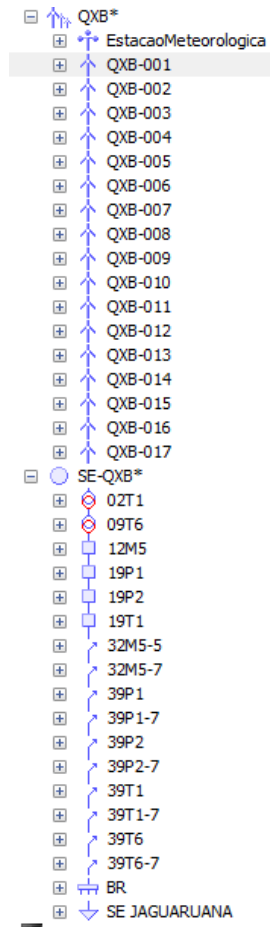 QXB*
EstacaoMeteorologica
QXB-001
QXB-002
QXB-003
QXB-004
QXB-005
QXB-006
QXB-007
QXB-008
QXB-009
QXB-010
QXB-011
QXB-012
QXB-013
QXB-014
QXB-015
QXB-016
QXB-017
SE-QXB*
02T1
09T6
12M5
19P1
19P2
19T1
32M5-5
32M5-7
39P1
39P1-7
39P2
39P2-7
39T1
39T1-7
39T6
39T6-7
BR
SE JAGUARUANA